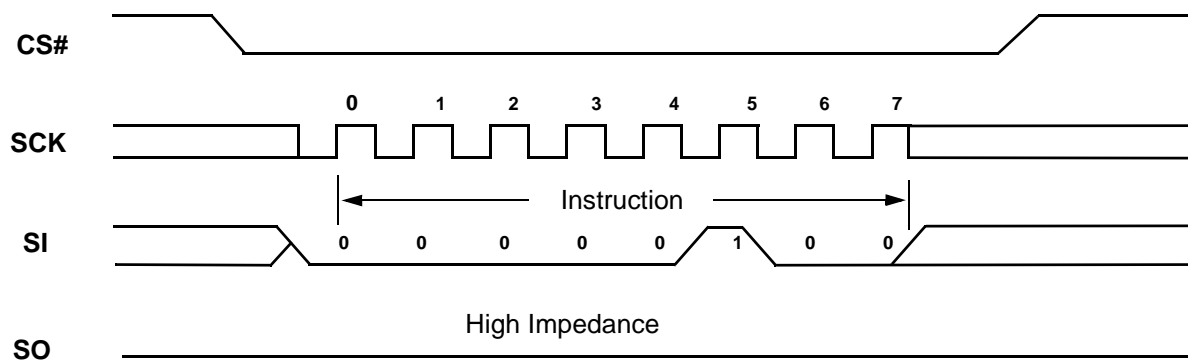 CS#
0 1 2 3 4 5 6 7
SCK
Instruction
SI 0 0 0 0 0 1 0 0
High Impedance
SO